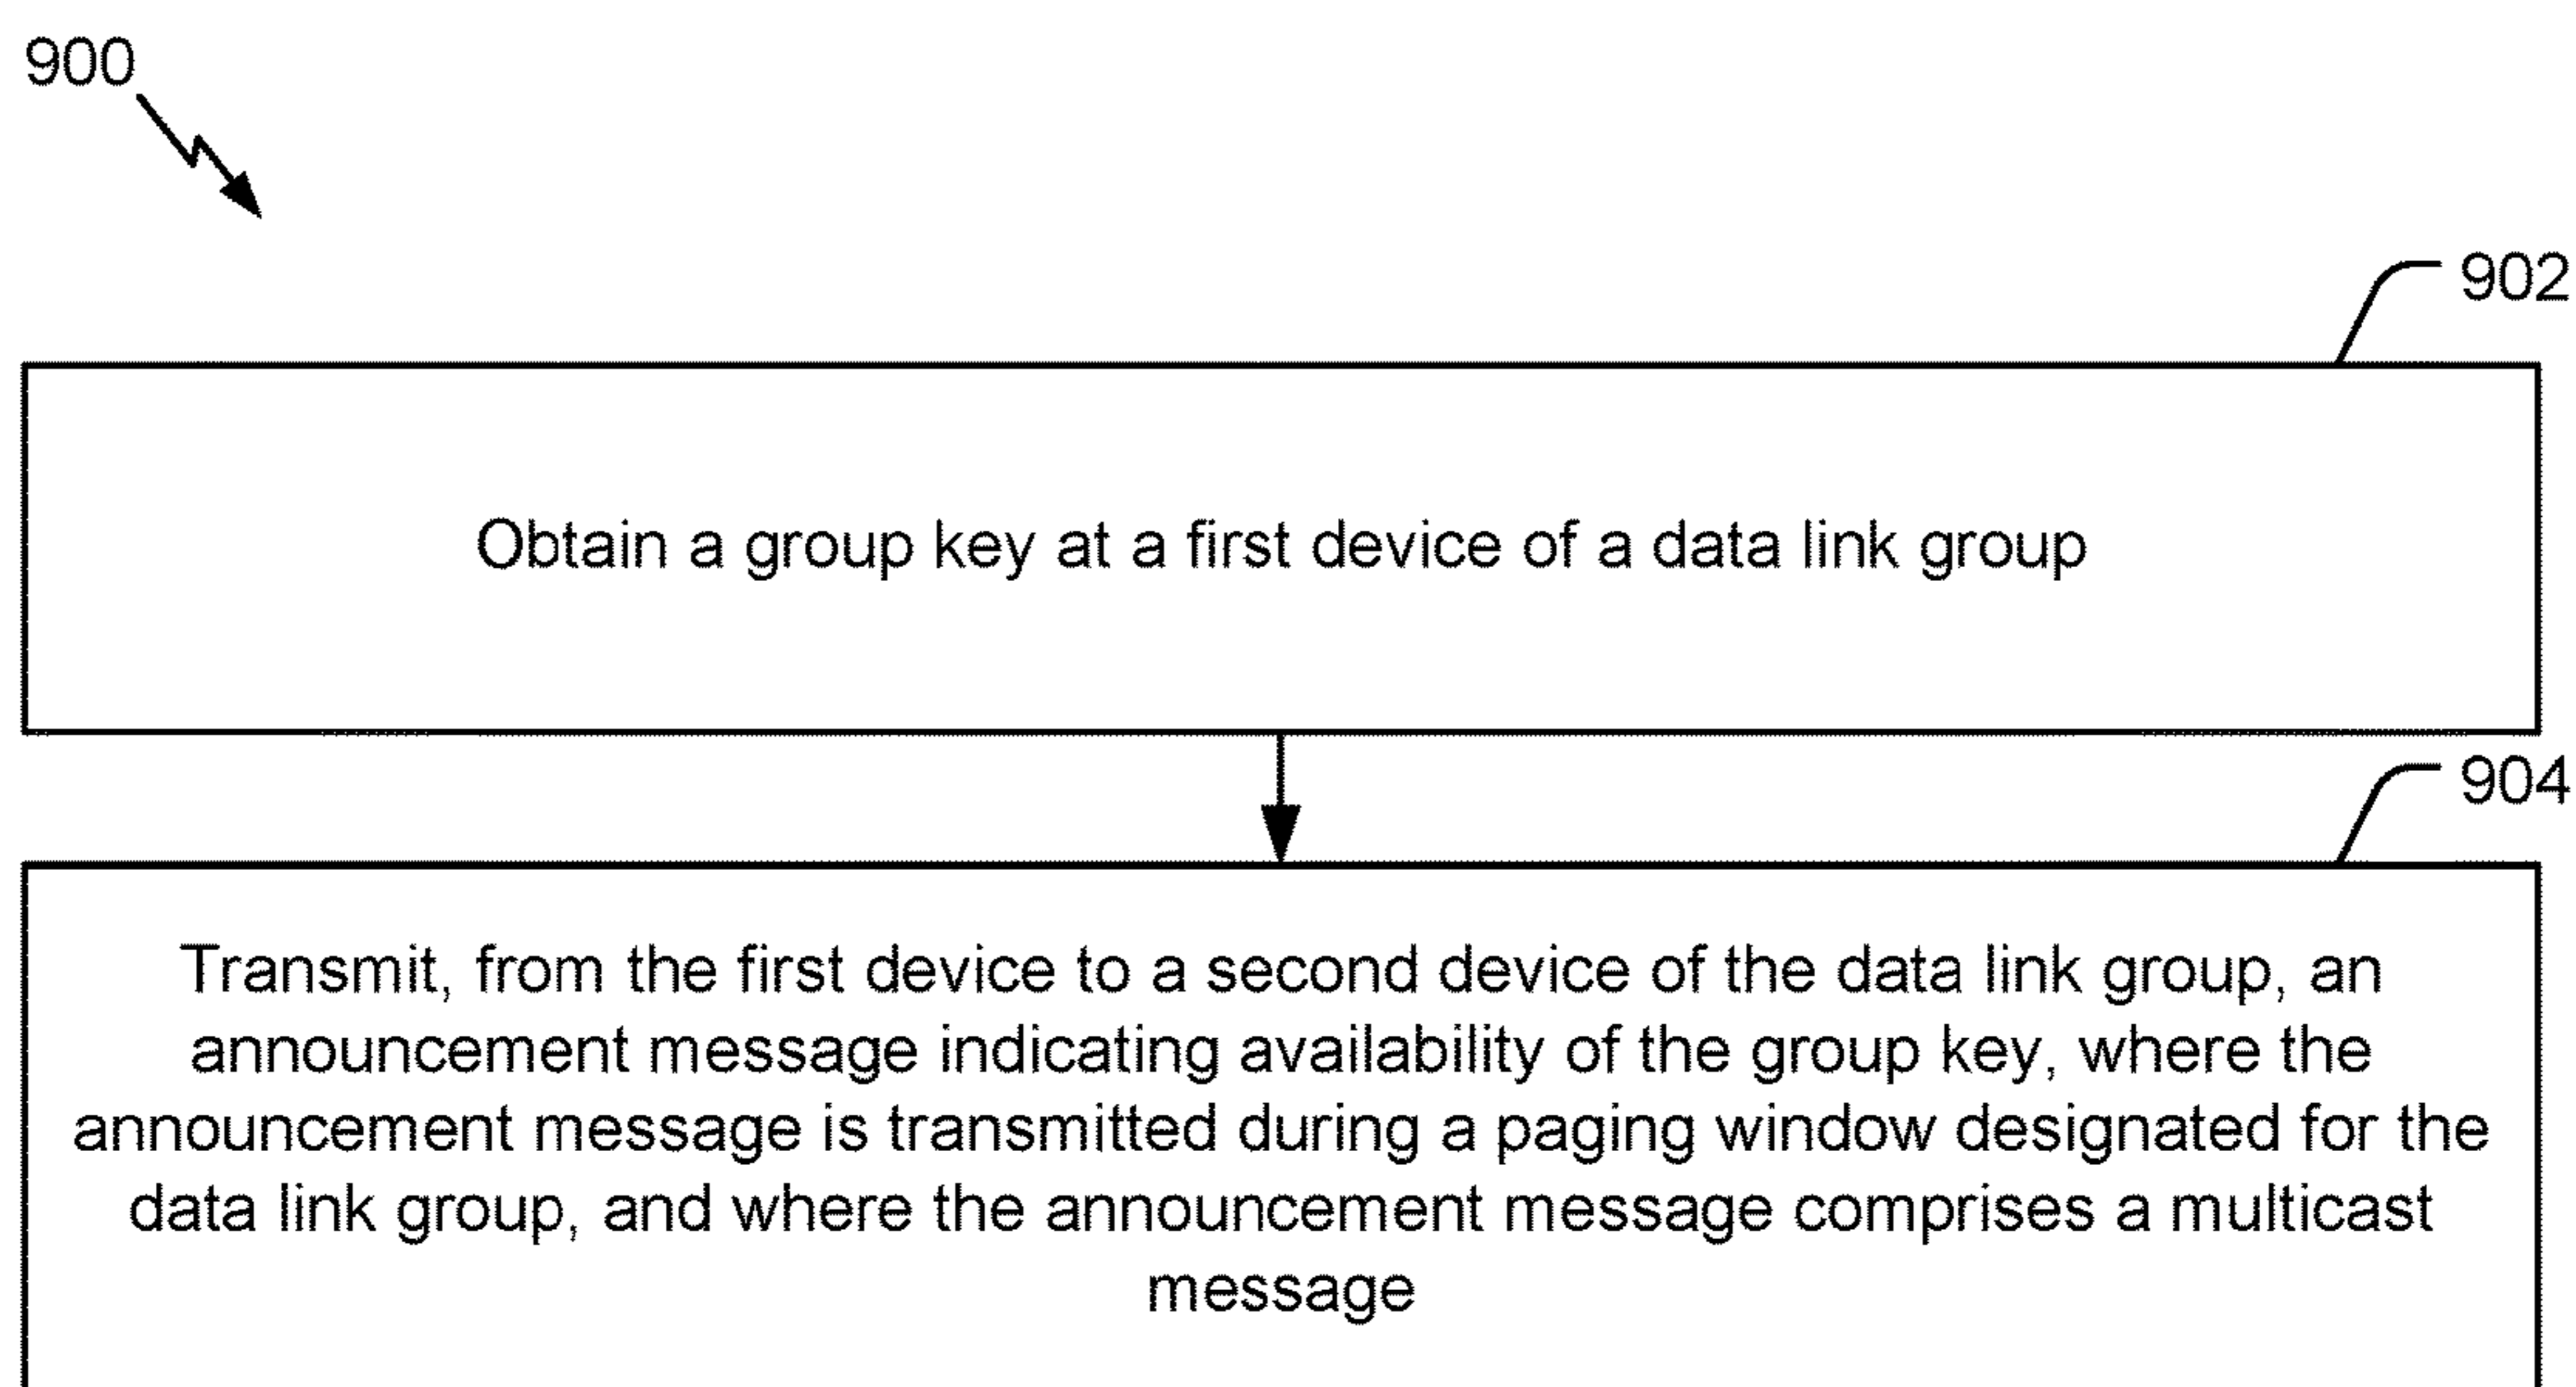 900
902
Obtain a group key at a first device of a data link group
904
Transmit, from the first device to a second device of the data link group, an
announcement message indicating availability of the group key, where the
announcement message is transmitted during a paging window designated for the
data link group, and where the announcement message comprises a multicast
message